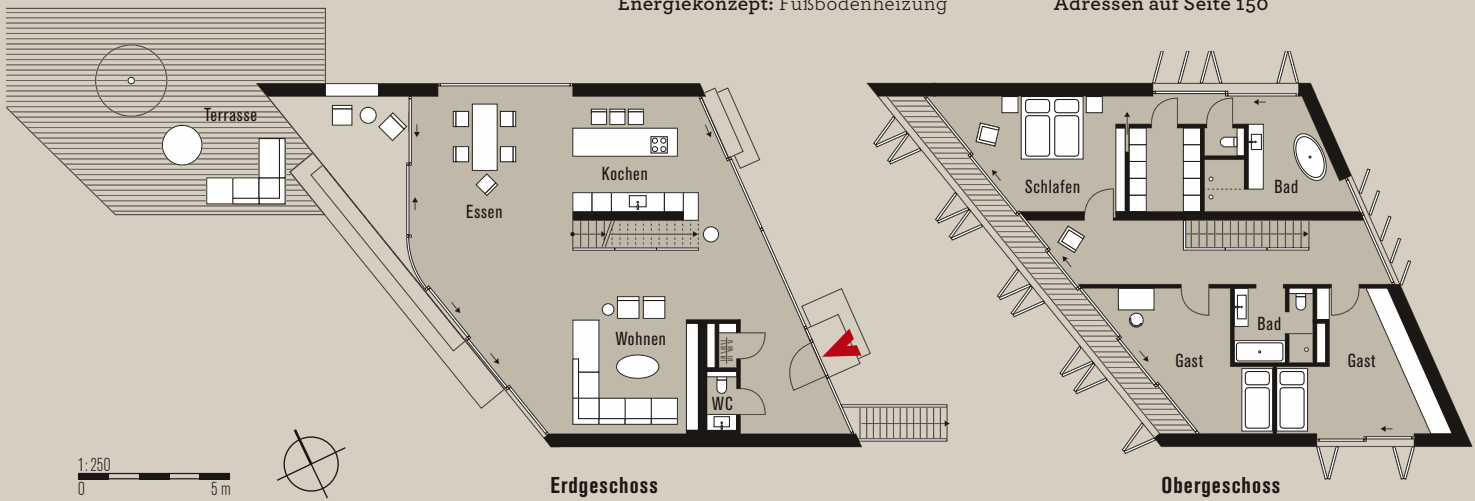 Energiekonzept: Fußbodenheizung
Adressen auf Seite 150
Terrasse
Essen
Kochen
Wohnen
WC
Schlafen
Bad
Gast
Bad
Gast
1:250
0 5 m
Erdgeschoss
Obergeschoss